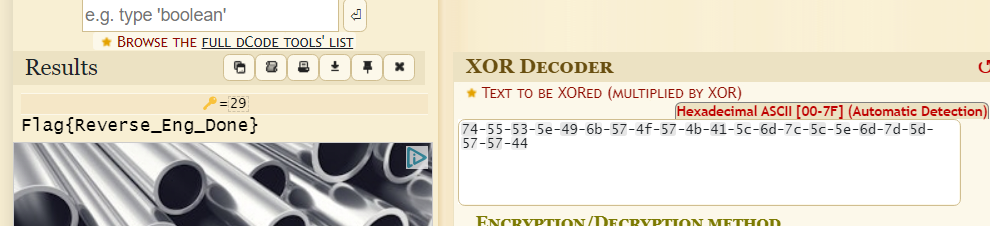 e.g. type 'boolean'
★ Browse the full dCode tools' list
Results
🔑=29
Flag{Reverse_Eng_Done}
XOR Decoder
★ Text to be XORed (multiplied by XOR)
Hexadecimal ASCII [00-7F] (Automatic Detection)
74-55-53-5e-49-6b-57-4f-57-4b-41-5c-6d-7c-5c-5e-6d-7d-5d-
57-57-44
Encryption/Decryption method